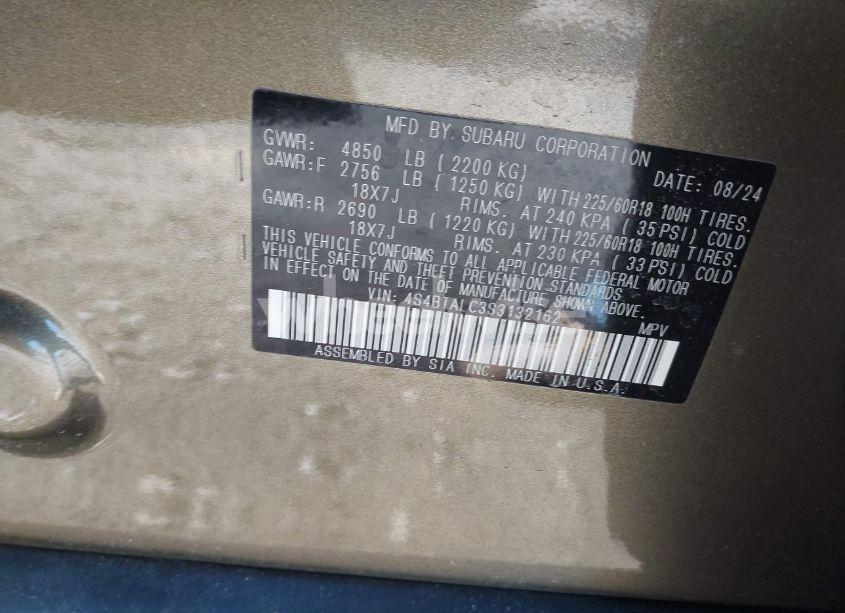 MFD BY SUBARU CORPORATION
GVWR: 4850 LB ( 2200 KG) DATE: 08/24
GAWR:F 2756 LB ( 1250 KG) WITH 225/60R18 100H TIRES.
18X7J RIMS. AT 240 KPA ( 35 PSI) COLD
GAWR:R 2690 LB ( 1220 KG) WITH 225/60R18 100H TIRES.
18X7J RIMS. AT 230 KPA ( 33 PSI) COLD
THIS VEHICLE CONFORMS TO ALL APPLICABLE FEDERAL MOTOR
VEHICLE SAFETY AND THEFT PREVENTION STANDARDS
IN EFFECT ON THE DATE OF MANUFACTURE SHOWN ABOVE.
VIN: 4S4BTALC3S3132162 MPV
ASSEMBLED BY SIA INC. MADE IN U.S.A.